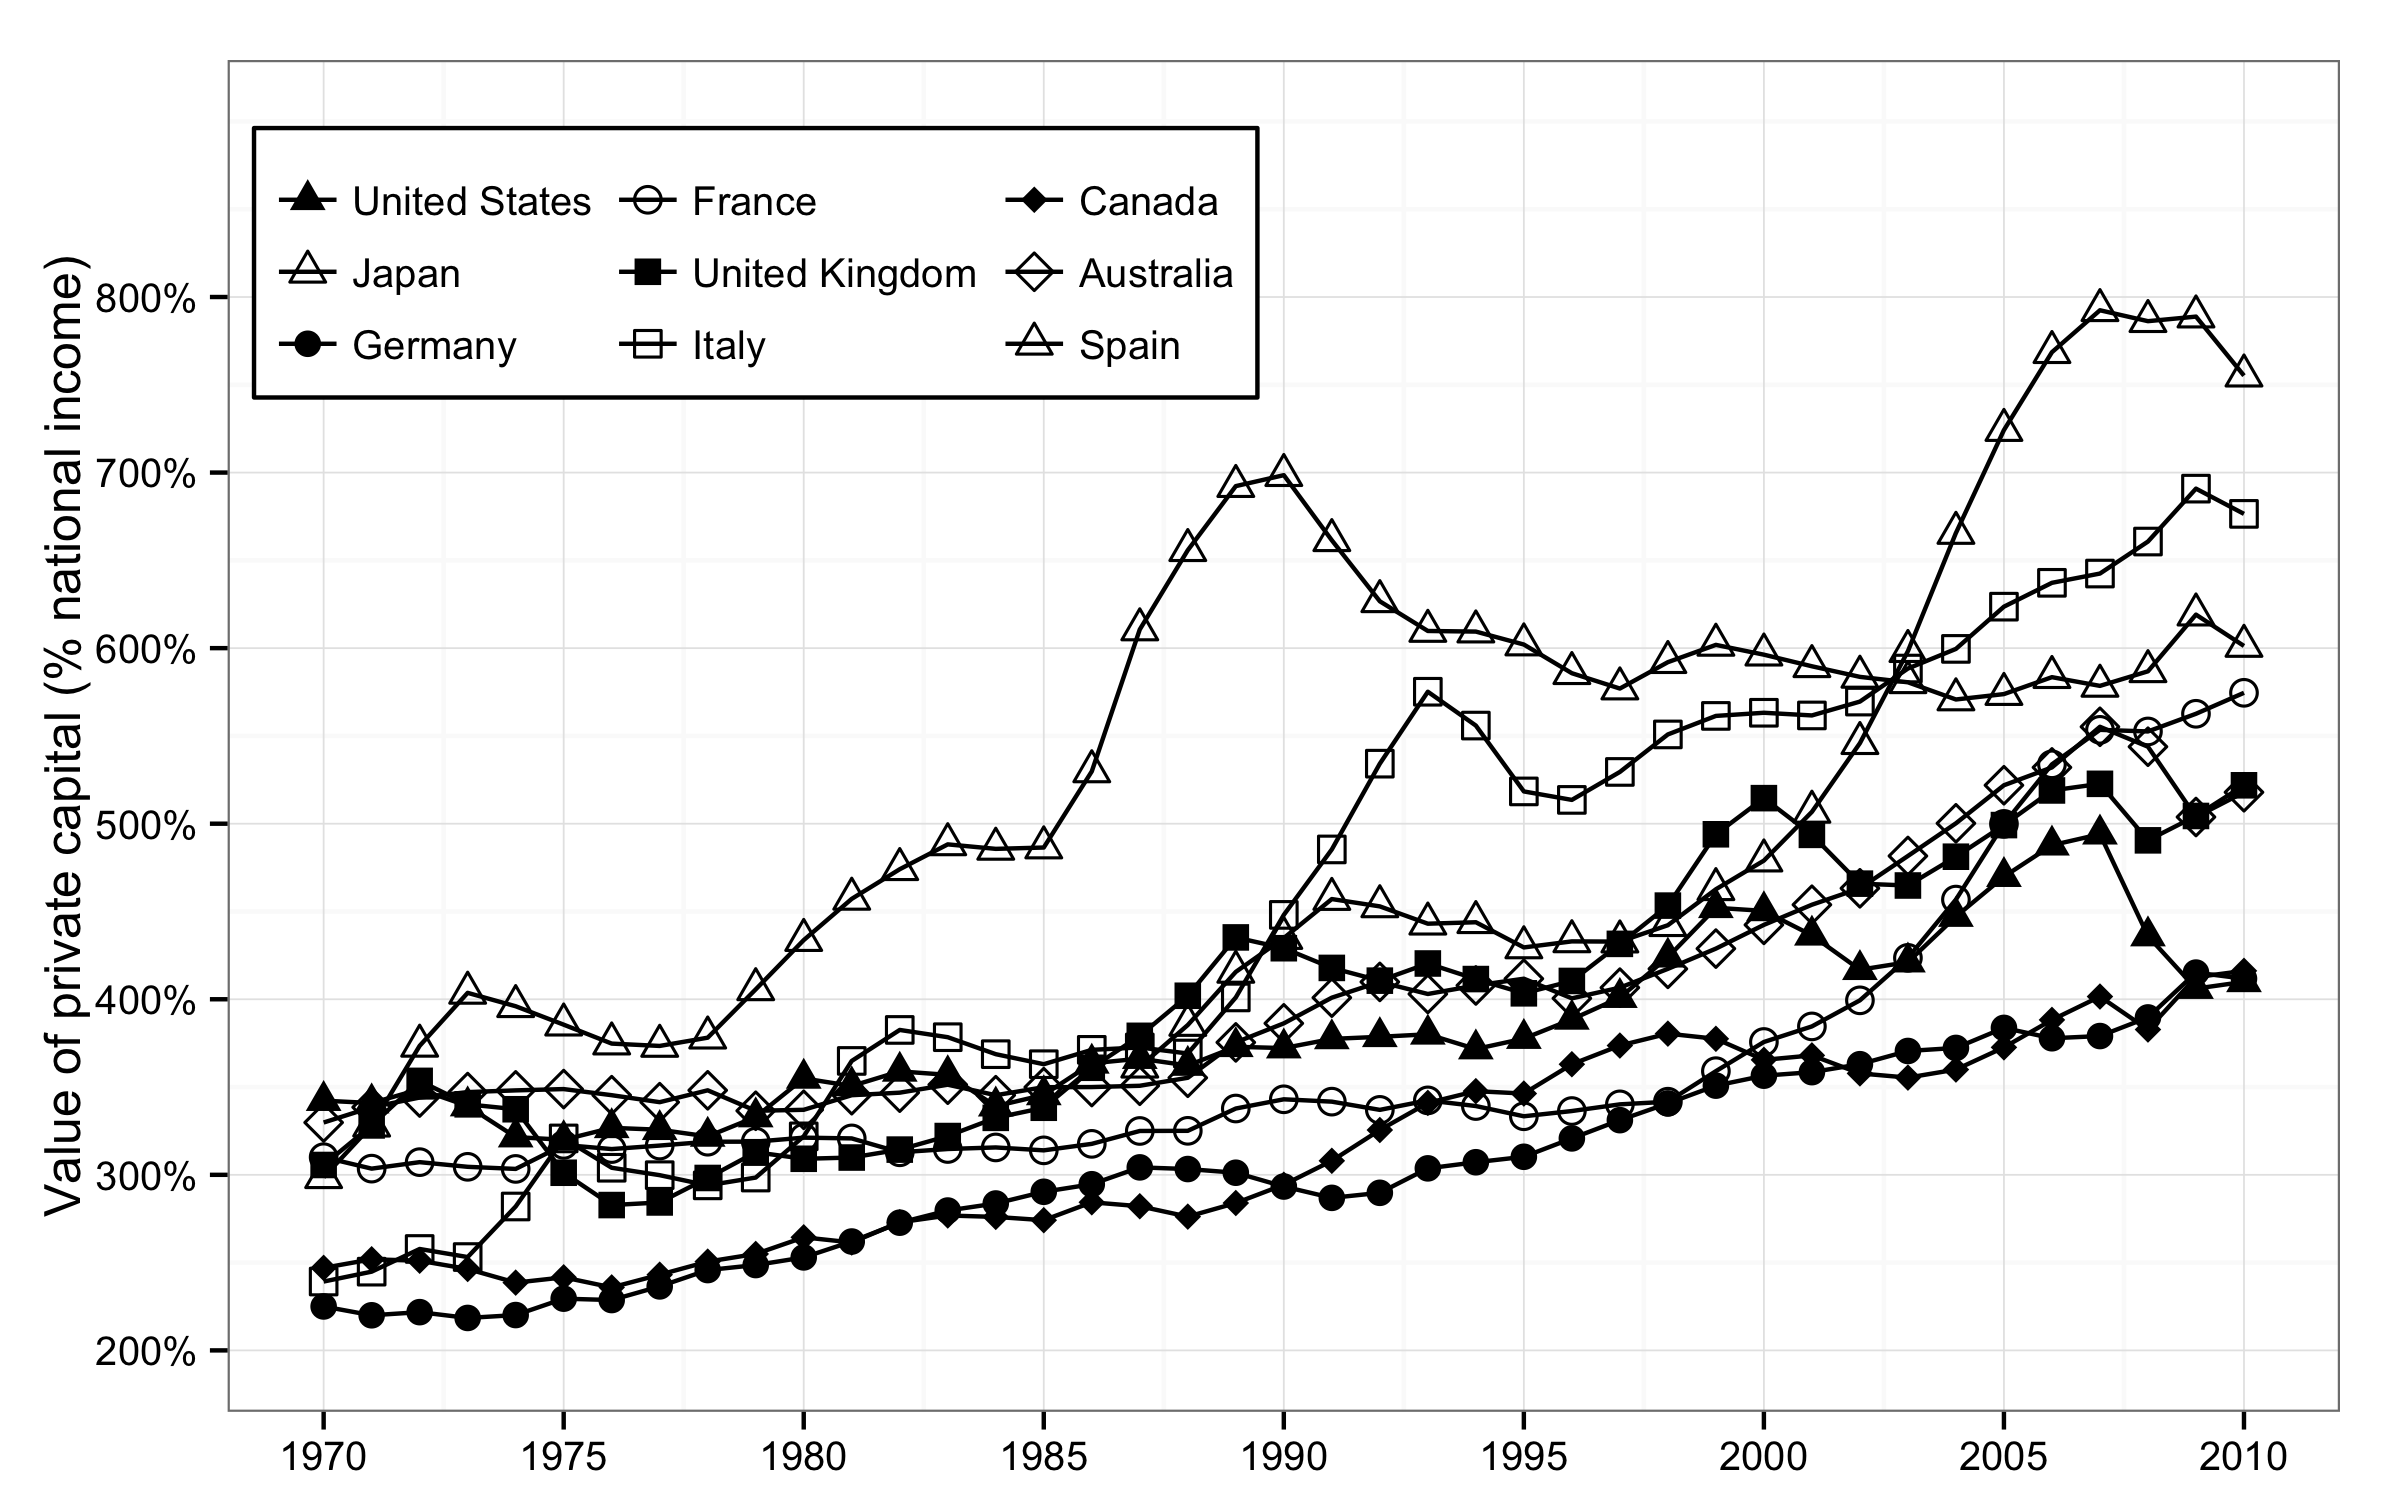 United States France Canada
Japan United Kingdom Australia
Germany Italy Spain
Value of private capital (% national income)
800%
700%
600%
500%
400%
300%
200%
1970 1975 1980 1985 1990 1995 2000 2005 2010